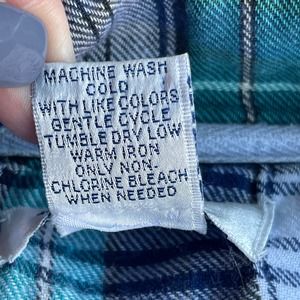 MACHINE WASH
COLD
WITH LIKE COLORS
GENTLE CYCLE
TUMBLE DRY LOW
WARM IRON
ONLY NON-
CHLORINE BLEACH
WHEN NEEDED